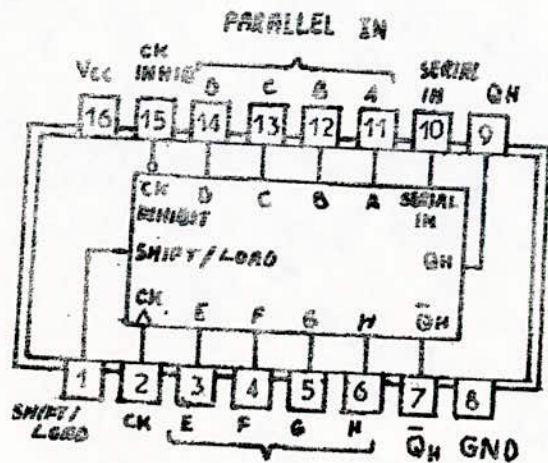 PARALLEL IN
VCC CK INHIB D C B A SERIAL IN QH
16 15 14 13 12 11 10 9
CK INHIBIT D C B A SERIAL IN
SHIFT/LOAD QH
CK E F G H Q̅H
1 2 3 4 5 6 7 8
SHIFT/LOAD CK E F G H Q̅H GND